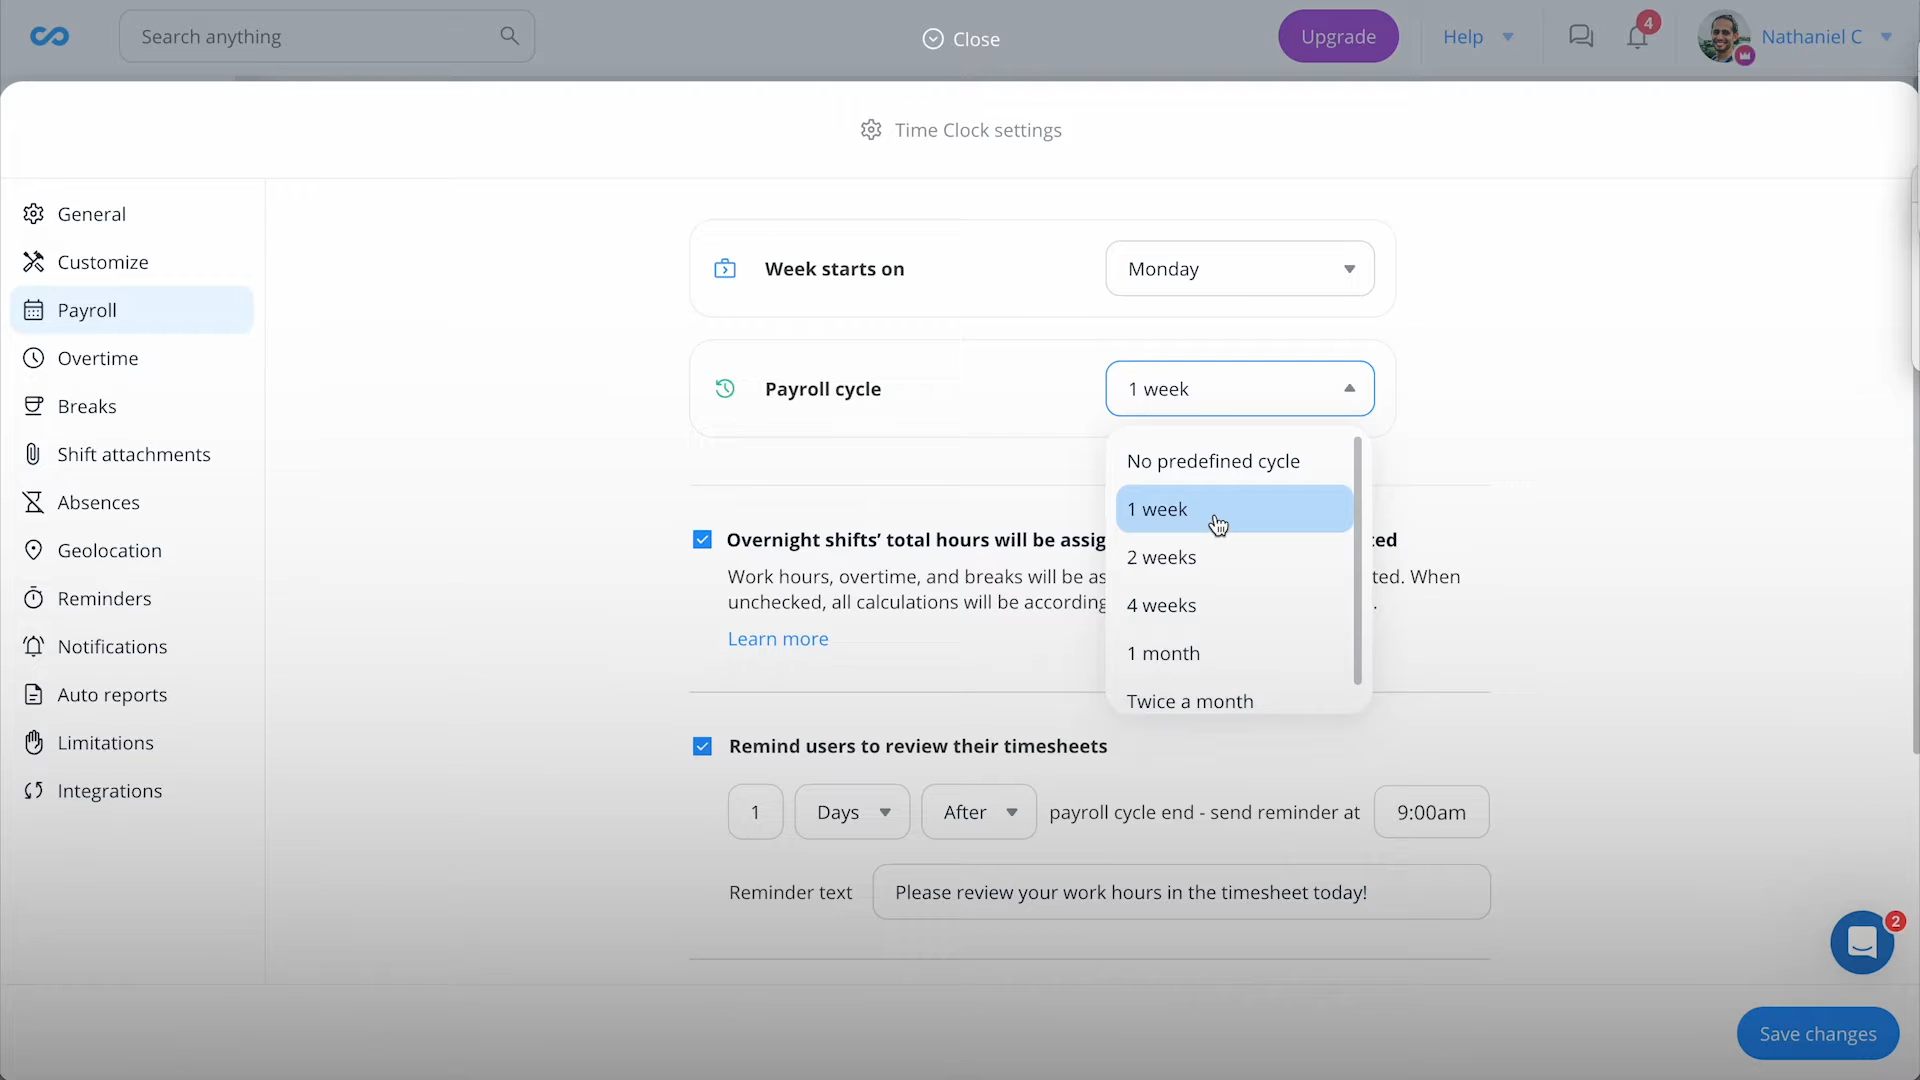 Search anything
Close
Upgrade
Help
4
Nathaniel C
Time Clock settings
General
Customize
Payroll
Overtime
Breaks
Shift attachments
Absences
Geolocation
Reminders
Notifications
Auto reports
Limitations
Integrations
Week starts on
Monday
Payroll cycle
1 week
No predefined cycle
1 week
2 weeks
4 weeks
1 month
Twice a month
Overnight shifts’ total hours will be assig ted
Work hours, overtime, and breaks will be as ted. When
unchecked, all calculations will be according .
Learn more
Remind users to review their timesheets
1 Days After payroll cycle end - send reminder at 9:00am
Reminder text Please review your work hours in the timesheet today!
2
Save changes